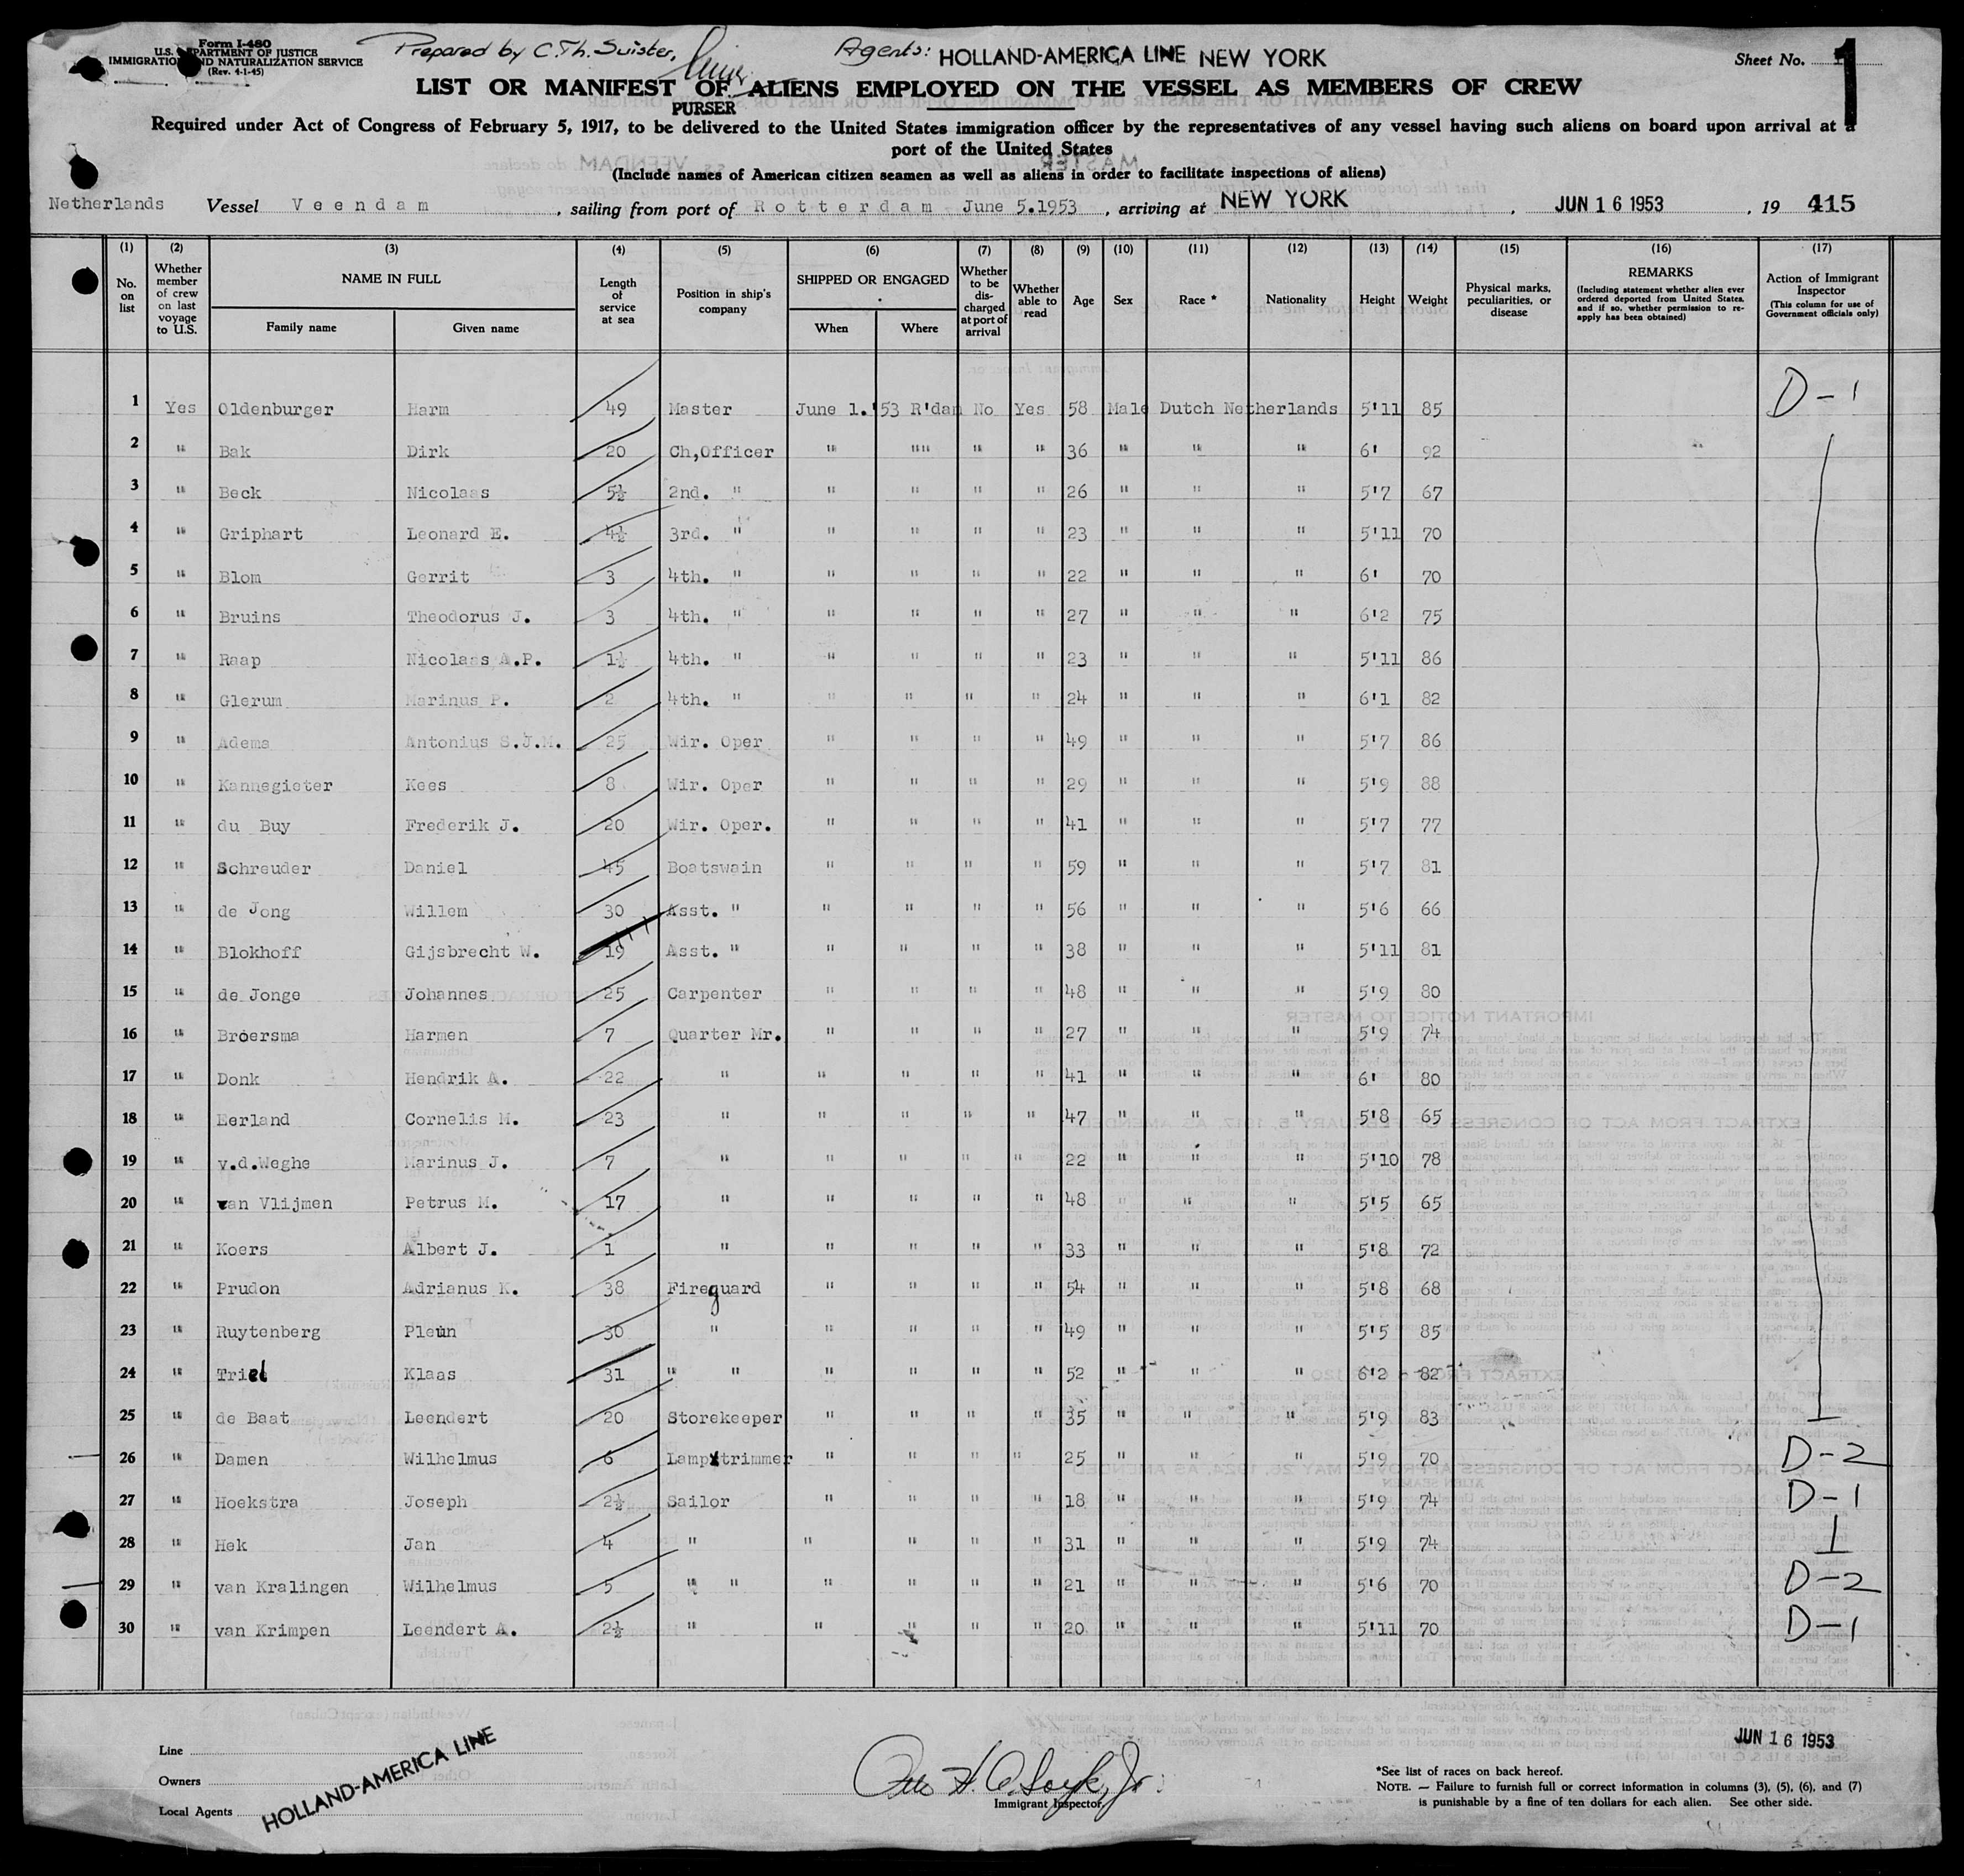 Form I-480
U.S. DEPARTMENT OF JUSTICE
IMMIGRATION AND NATURALIZATION SERVICE
(Rev. 4-1-45)
Prepared by C.Th. Suister,
PURSER
Agents: HOLLAND-AMERICA LINE NEW YORK
Sheet No. 1
LIST OR MANIFEST OF ALIENS EMPLOYED ON THE VESSEL AS MEMBERS OF CREW
Required under Act of Congress of February 5, 1917, to be delivered to the United States immigration officer by the representatives of any vessel having such aliens on board upon arrival at a
port of the United States
(Include names of American citizen seamen as well as aliens in order to facilitate inspections of aliens)
Netherlands Vessel Veendam, sailing from port of Rotterdam June 5.1953, arriving at NEW YORK, JUN 16 1953, 19 415
(1) (2) (3) (4) (5) (6) (7) (8) (9) (10) (11) (12) (13) (14) (15) (16) (17)
No. on list Whether member of crew on last voyage to U.S. NAME IN FULL Family name Given name Length of service at sea Position in ship's company SHIPPED OR ENGAGED When Where Whether to be discharged at port of arrival Whether able to read Age Sex Race * Nationality Height Weight Physical marks, peculiarities, or disease REMARKS (Including statement whether alien ever ordered deported from United States, and if so, whether permission to re-apply has been obtained) Action of Immigrant Inspector (This column for use of Government officials only)
1 Yes Oldenburger Harm 49 Master June 1.'53 R'dam No Yes 58 Male Dutch Netherlands 5'11 85 D-1
2 " Bak Dirk 20 Ch,Officer " "" " " 36 " " " 6' 92
3 " Beck Nicolaas 5½ 2nd. " " " " " 26 " " " 5'7 67
4 " Griphart Leonard E. 4½ 3rd. " " " " " 23 " " " 5'11 70
5 " Blom Gerrit 3 4th. " " " " " 22 " " " 6' 70
6 " Bruins Theodorus J. 3 4th. " " " " " 27 " " " 6'2 75
7 " Raap Nicolaas A.P. 1½ 4th. " " " " " 23 " " " 5'11 86
8 " Glerum Marinus P. 2 4th. " " " " " 24 " " " 6'1 82
9 " Adema Antonius S.J.M. 25 Wir. Oper " " " " 49 " " " 5'7 86
10 " Kannegieter Kees 8 Wir. Oper " " " " 29 " " " 5'9 88
11 " du Buy Frederik J. 20 Wir. Oper. " " " " 41 " " " 5'7 77
12 " Schreuder Daniel 45 Boatswain " " " " 59 " " " 5'7 81
13 " de Jong Willem 30 Asst. " " " " " 56 " " " 5'6 66
14 " Blokhoff Gijsbrecht W. 19 Asst. " " " " " 38 " " " 5'11 81
15 " de Jonge Johannes 25 Carpenter " " " " 48 " " " 5'9 80
16 " Broersma Harmen 7 Quarter Mr. " " " " 27 " " " 5'9 74
17 " Donk Hendrik A. 22 " " " " " 41 " " " 6' 80
18 " Eerland Cornelis M. 23 " " " " " 47 " " " 5'8 65
19 " v.d.Weghe Marinus J. 7 " " " " " 22 " " " 5'10 78
20 " van Vlijmen Petrus M. 17 " " " " " 48 " " " 5'5 65
21 " Koers Albert J. 1 " " " " " 33 " " " 5'8 72
22 " Prudon Adrianus K. 38 Fireguard " " " " 54 " " " 5'8 68
23 " Ruytenberg Pleun 30 " " " " " 49 " " " 5'5 85
24 " Triel Klaas 31 " " " " " " 52 " " " 6'2 82
25 " de Baat Leendert 20 Storekeeper " " " " 35 " " " 5'9 83
26 " Damen Wilhelmus 6 Lamptrimmer " " " " 25 " " " 5'9 70 D-2
27 " Hoekstra Joseph 2½ Sailor " " " " 18 " " " 5'9 74 D-1
28 " Hek Jan 4 " " " " " 31 " " " 5'9 74
29 " van Kralingen Wilhelmus 5 " " " " " " 21 " " " 5'6 70 D-2
30 " van Krimpen Leendert A. 2½ " " " " " 20 " " " 5'11 70 D-1
JUN 16 1953
Line
Owners
Local Agents
HOLLAND-AMERICA LINE
Immigrant Inspector
*See list of races on back hereof.
NOTE. — Failure to furnish full or correct information in columns (3), (5), (6), and (7)
is punishable by a fine of ten dollars for each alien. See other side.